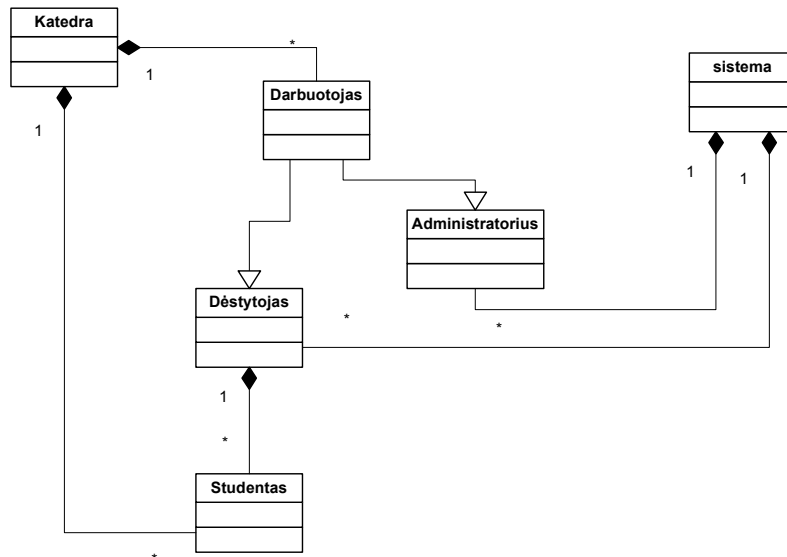 Katedra
*
1
Darbuotojas
sistema
1
1
1
Administratorius
Dėstytojas
*
*
1
*
Studentas
*